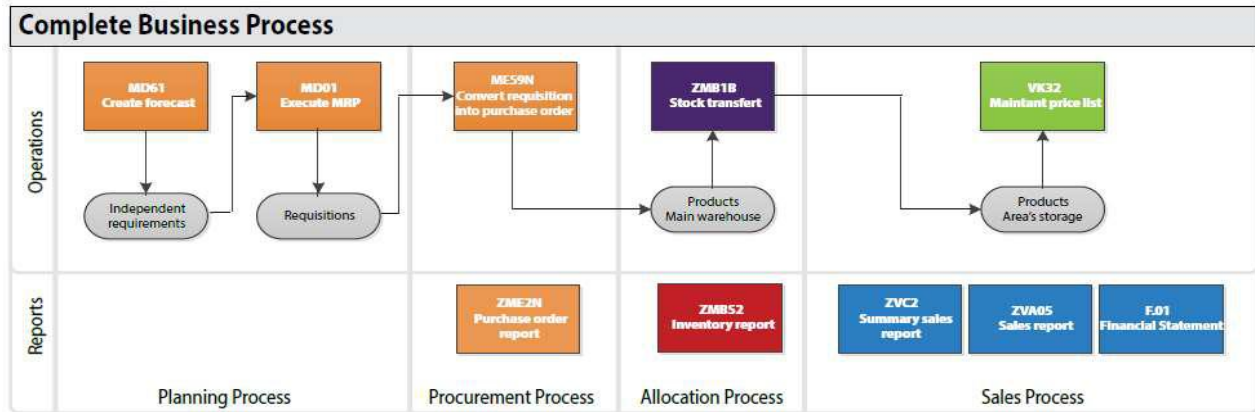 Complete Business Process
Operations
MD61
Create forecast
MD01
Execute MRP
ME59N
Convert requisition
into purchase order
ZMB1B
Stock transfert
VK32
Maintant price list
Independent
requirements
Requisitions
Products
Main warehouse
Products
Area's storage
Reports
ZME2N
Purchase order
report
ZMB52
Inventory report
ZVC2
Summary sales
report
ZVA05
Sales report
F.01
Financial Statement
Planning Process
Procurement Process
Allocation Process
Sales Process